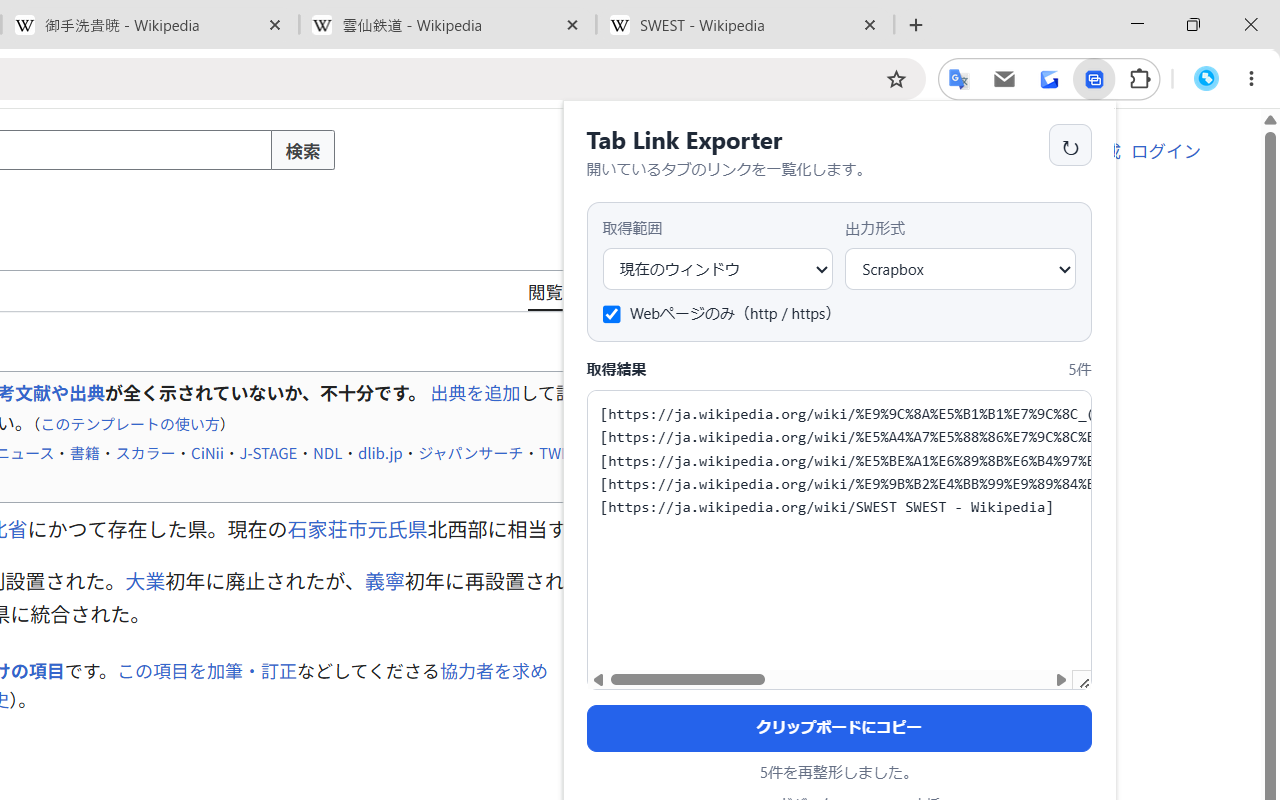 御手洗貴暁 - Wikipedia
雲仙鉄道 - Wikipedia
SWEST - Wikipedia
検索
ログイン
閲覧
考文献や出典が全く示されていないか、不十分です。 出典を追加して
い。（このテンプレートの使い方）
ニュース · 書籍 · スカラー · CiNii · J-STAGE · NDL · dlib.jp · ジャパンサーチ · TW
北省にかつて存在した県。現在の石家荘市元氏県北西部に相当す
設置された。大業初年に廃止されたが、義寧初年に再設置され
県に統合された。
けの項目です。この項目を加筆・訂正などしてくださる協力者を求め
史）。
Tab Link Exporter
開いているタブのリンクを一覧化します。
↻
取得範囲
出力形式
現在のウィンドウ
Scrapbox
Webページのみ（http / https）
取得結果
5件
[https://ja.wikipedia.org/wiki/%E9%9C%8A%E5%B1%B1%E7%9C%8C_(
[https://ja.wikipedia.org/wiki/%E5%A4%A7%E5%88%86%E7%9C%8C%E
[https://ja.wikipedia.org/wiki/%E5%BE%A1%E6%89%8B%E6%B4%97%E
[https://ja.wikipedia.org/wiki/%E9%9B%B2%E4%BB%99%E9%89%84%E
[https://ja.wikipedia.org/wiki/SWEST SWEST - Wikipedia]
クリップボードにコピー
5件を再整形しました。